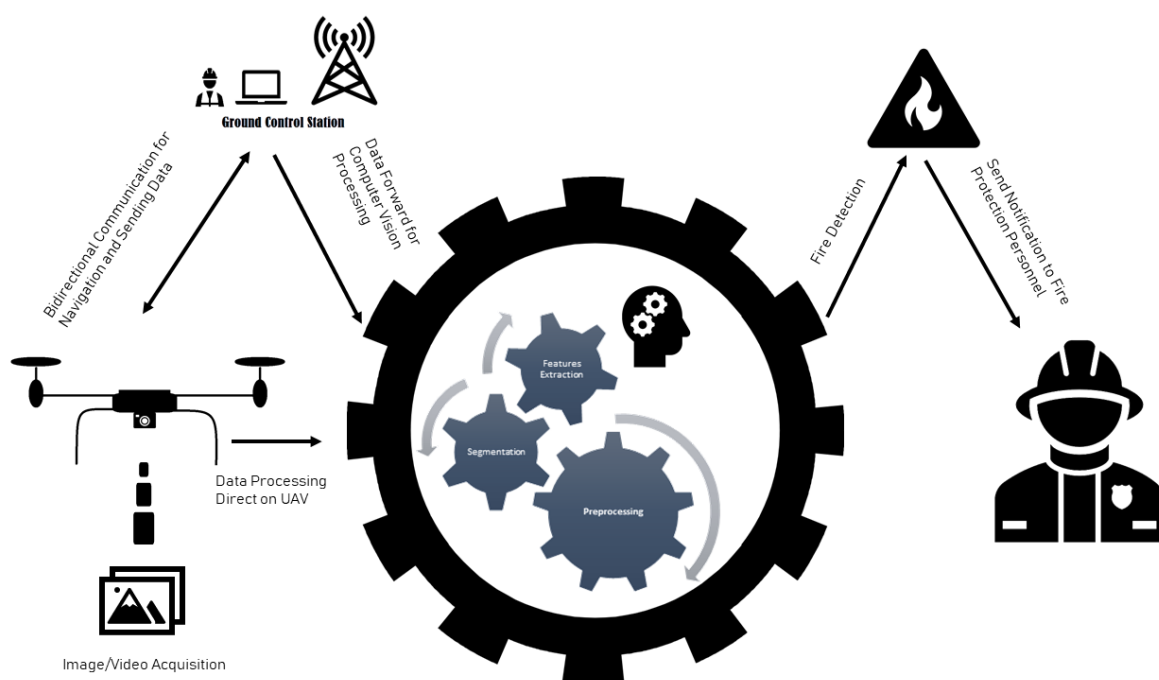 Ground Control Station
Bidirectional Communication for
Navigation and Sending Data
Data Forward for
Computer Vision
Processing
Fire Detection
Send Notification to Fire
Protection Personnel
Features
Extraction
Segmentation
Preprocessing
Data Processing
Direct on UAV
Image/Video Acquisition